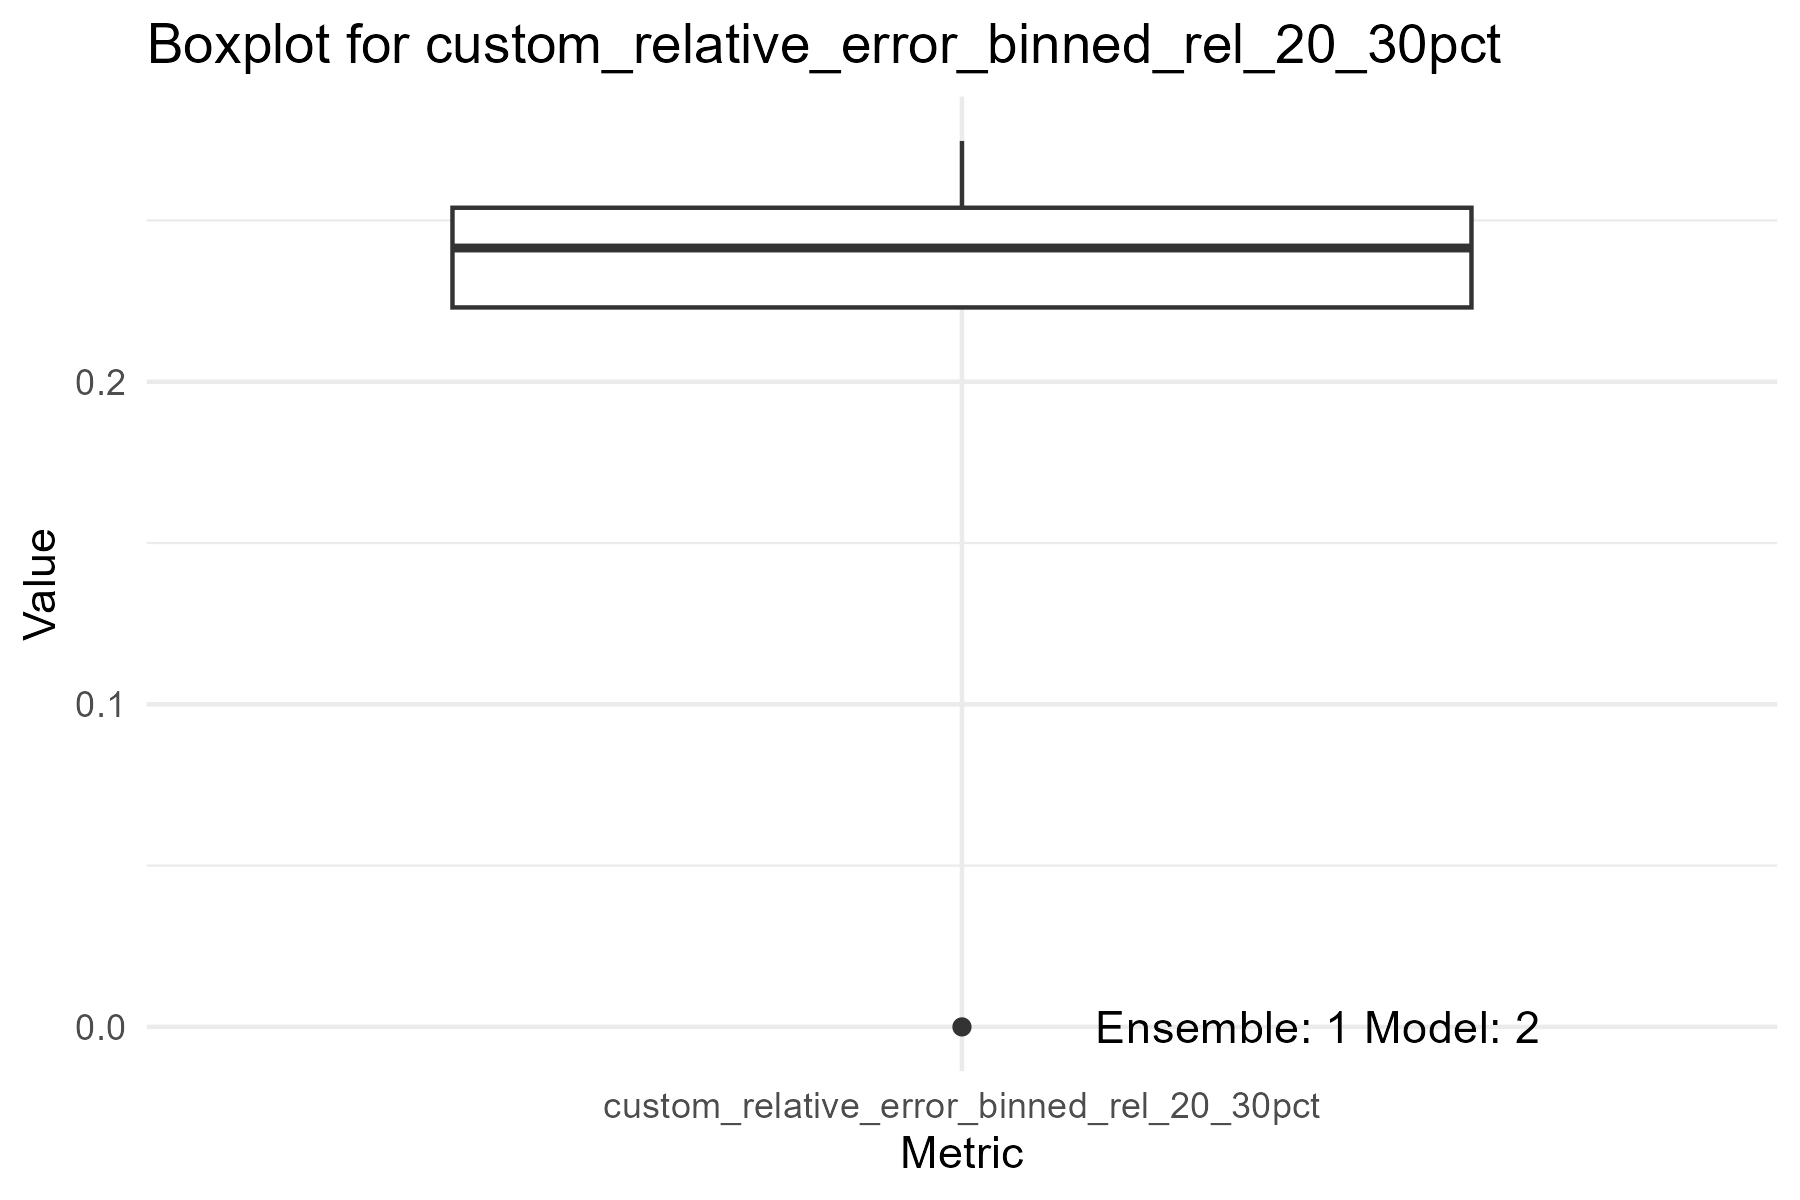 Boxplot for custom_relative_error_binned_rel_20_30pct
Value
0.2
0.1
0.0
Ensemble: 1 Model: 2
custom_relative_error_binned_rel_20_30pct
Metric